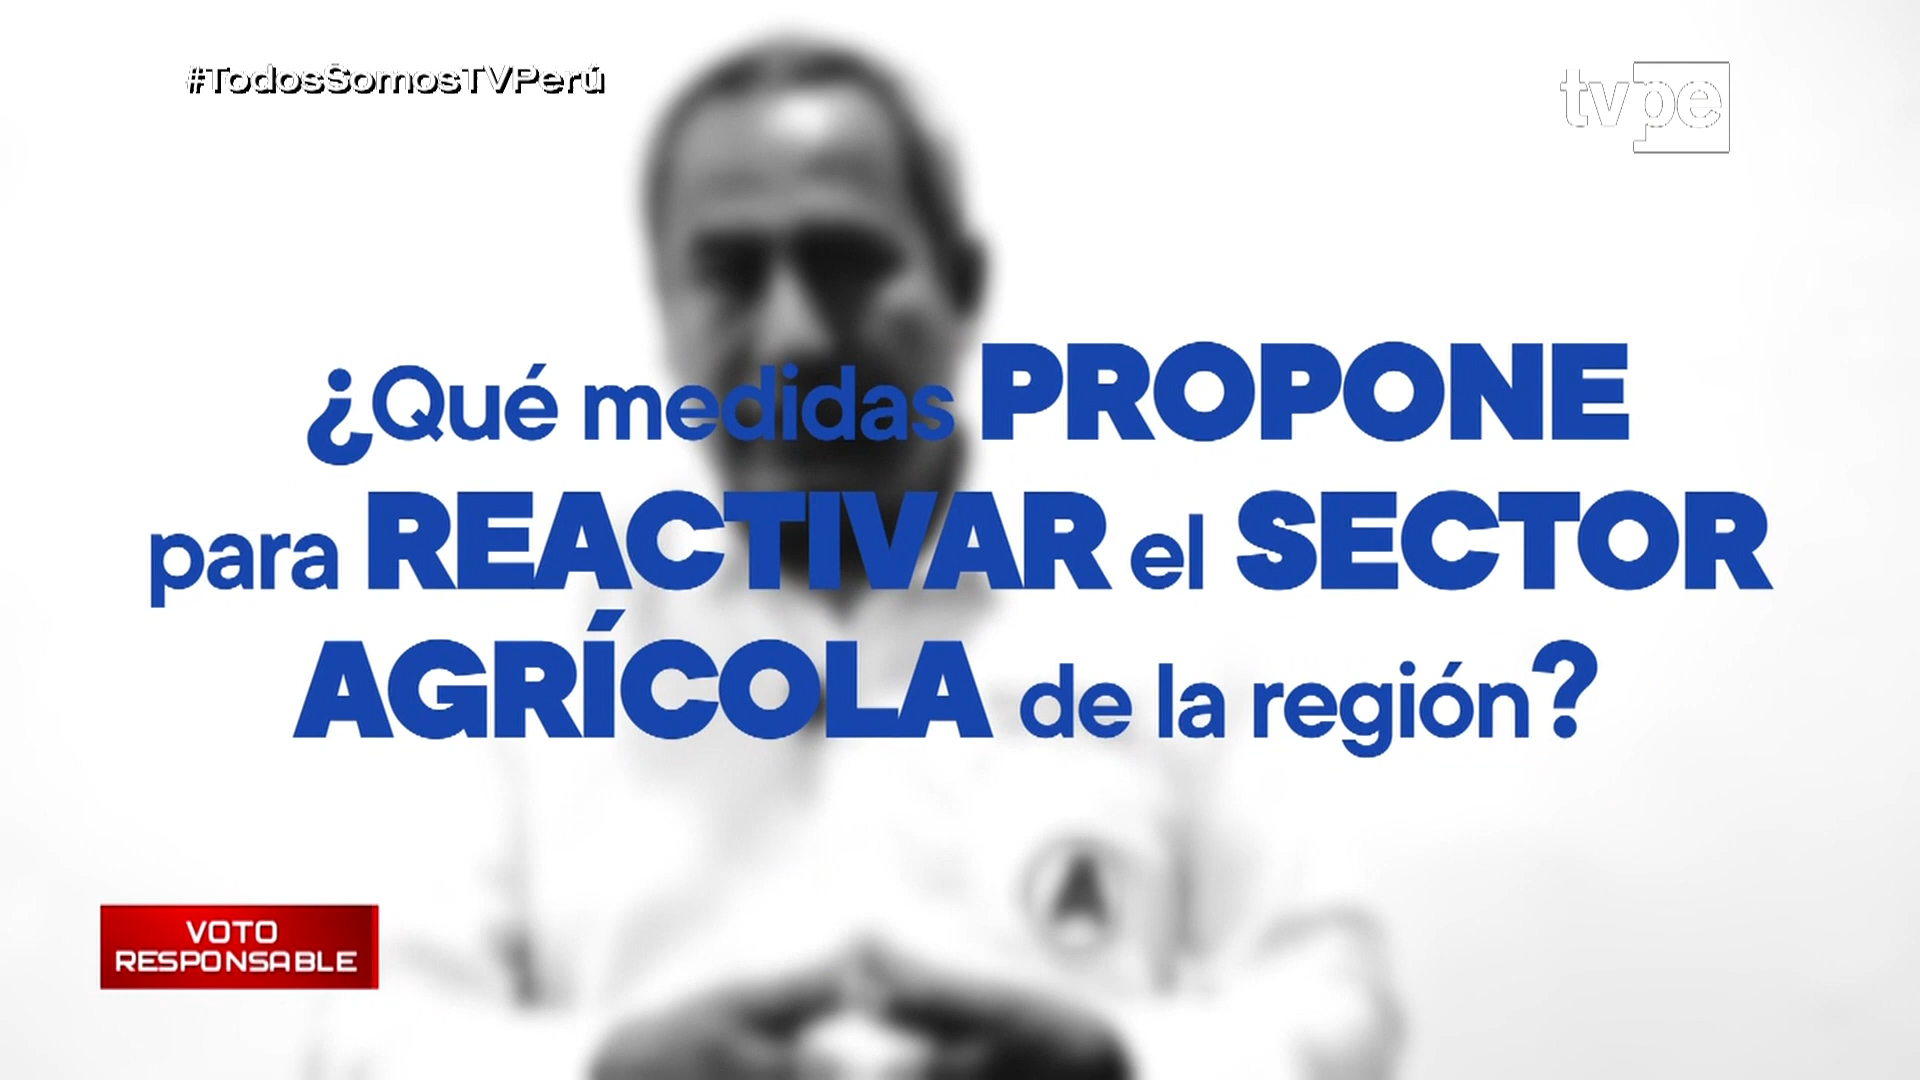 #TodosSomosTVPerú
tvpe
¿Qué medidas PROPONE
para REACTIVAR el SECTOR
AGRÍCOLA de la región?
A
VOTO
RESPONSABLE